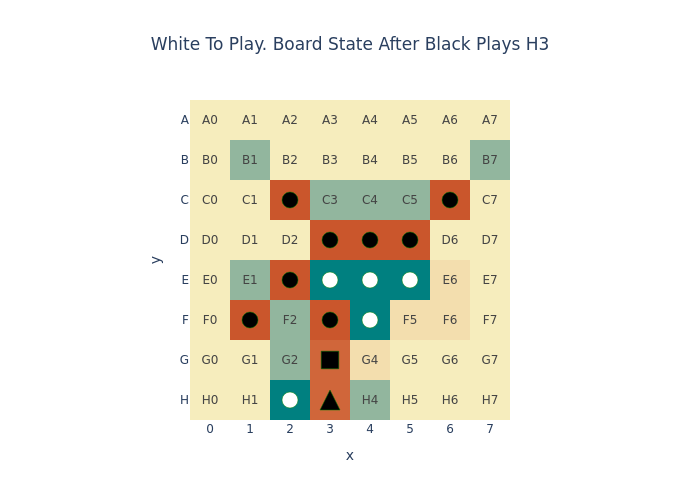 White To Play. Board State After Black Plays H3
A A0 A1 A2 A3 A4 A5 A6 A7
B B0 B1 B2 B3 B4 B5 B6 B7
C C0 C1 C3 C4 C5 C7
D D0 D1 D2 D6 D7
E E0 E1 E6 E7
F F0 F2 F5 F6 F7
G G0 G1 G2 G4 G5 G6 G7
H H0 H1 H4 H5 H6 H7
0 1 2 3 4 5 6 7
x
y